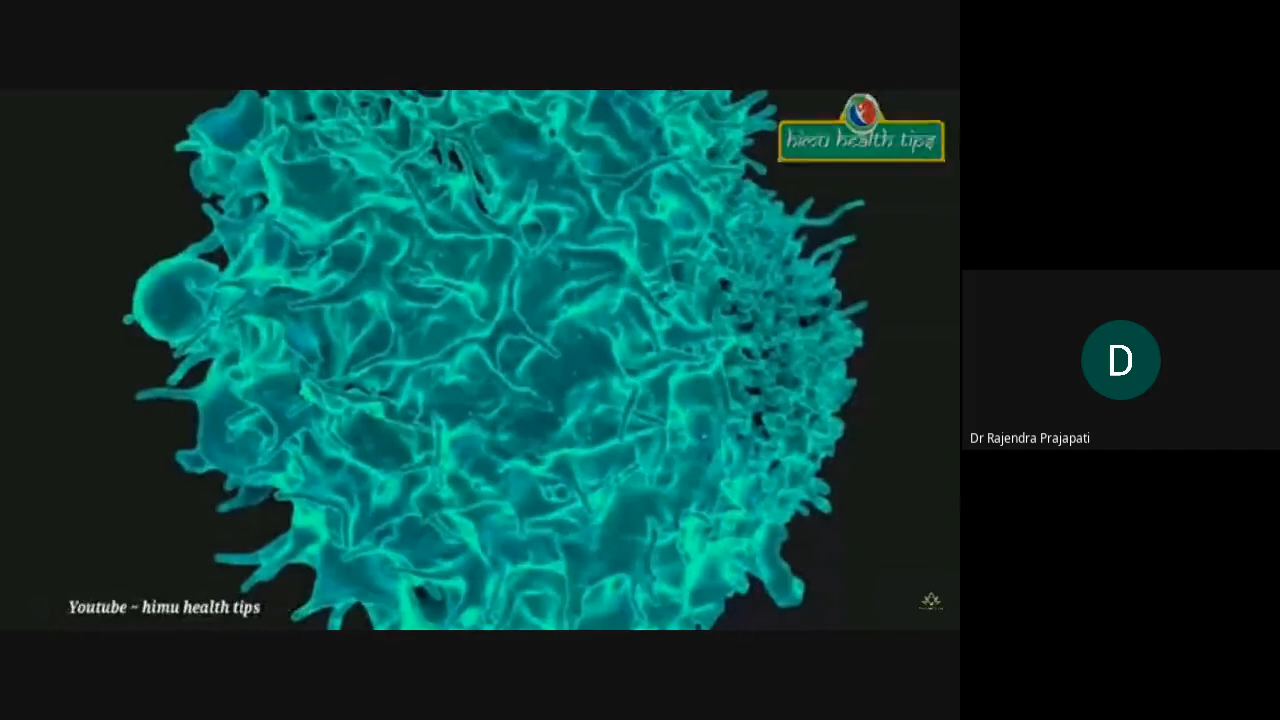 himu health tips
D
Dr Rajendra Prajapati
Youtube ~ himu health tips